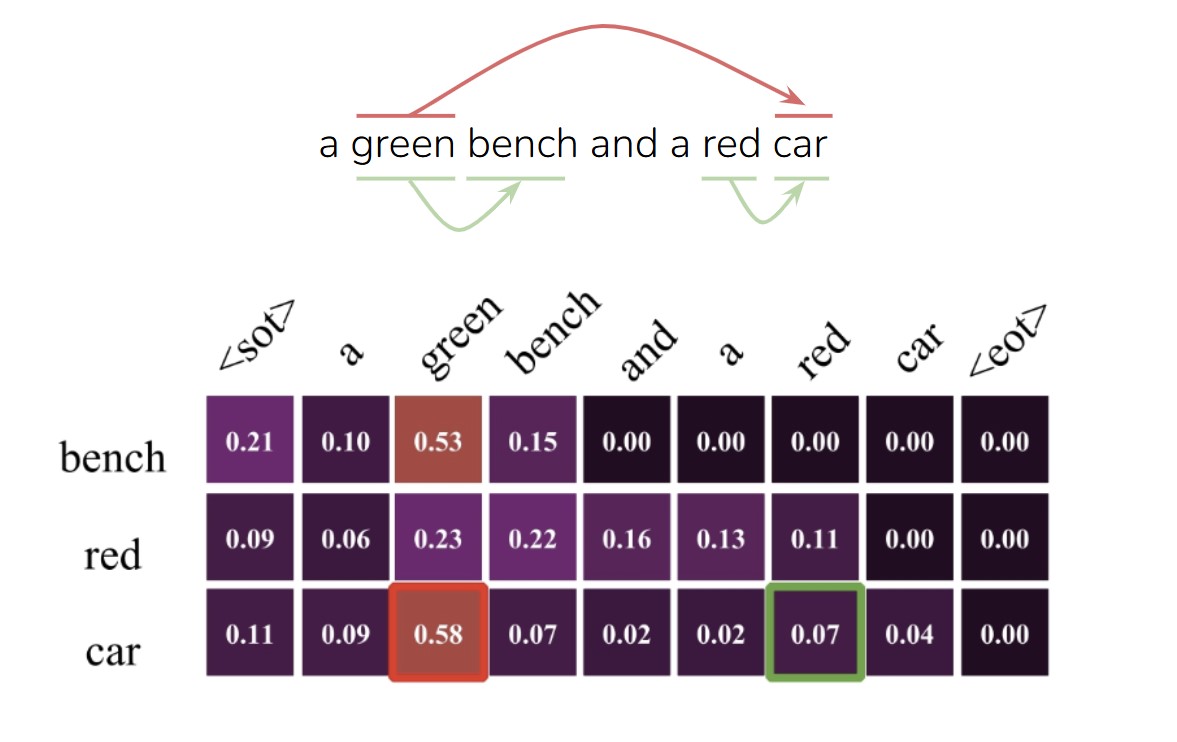 a green bench and a red car
<sot> a green bench and a red car <eot>
bench 0.21 0.10 0.53 0.15 0.00 0.00 0.00 0.00 0.00
red 0.09 0.06 0.23 0.22 0.16 0.13 0.11 0.00 0.00
car 0.11 0.09 0.58 0.07 0.02 0.02 0.07 0.04 0.00